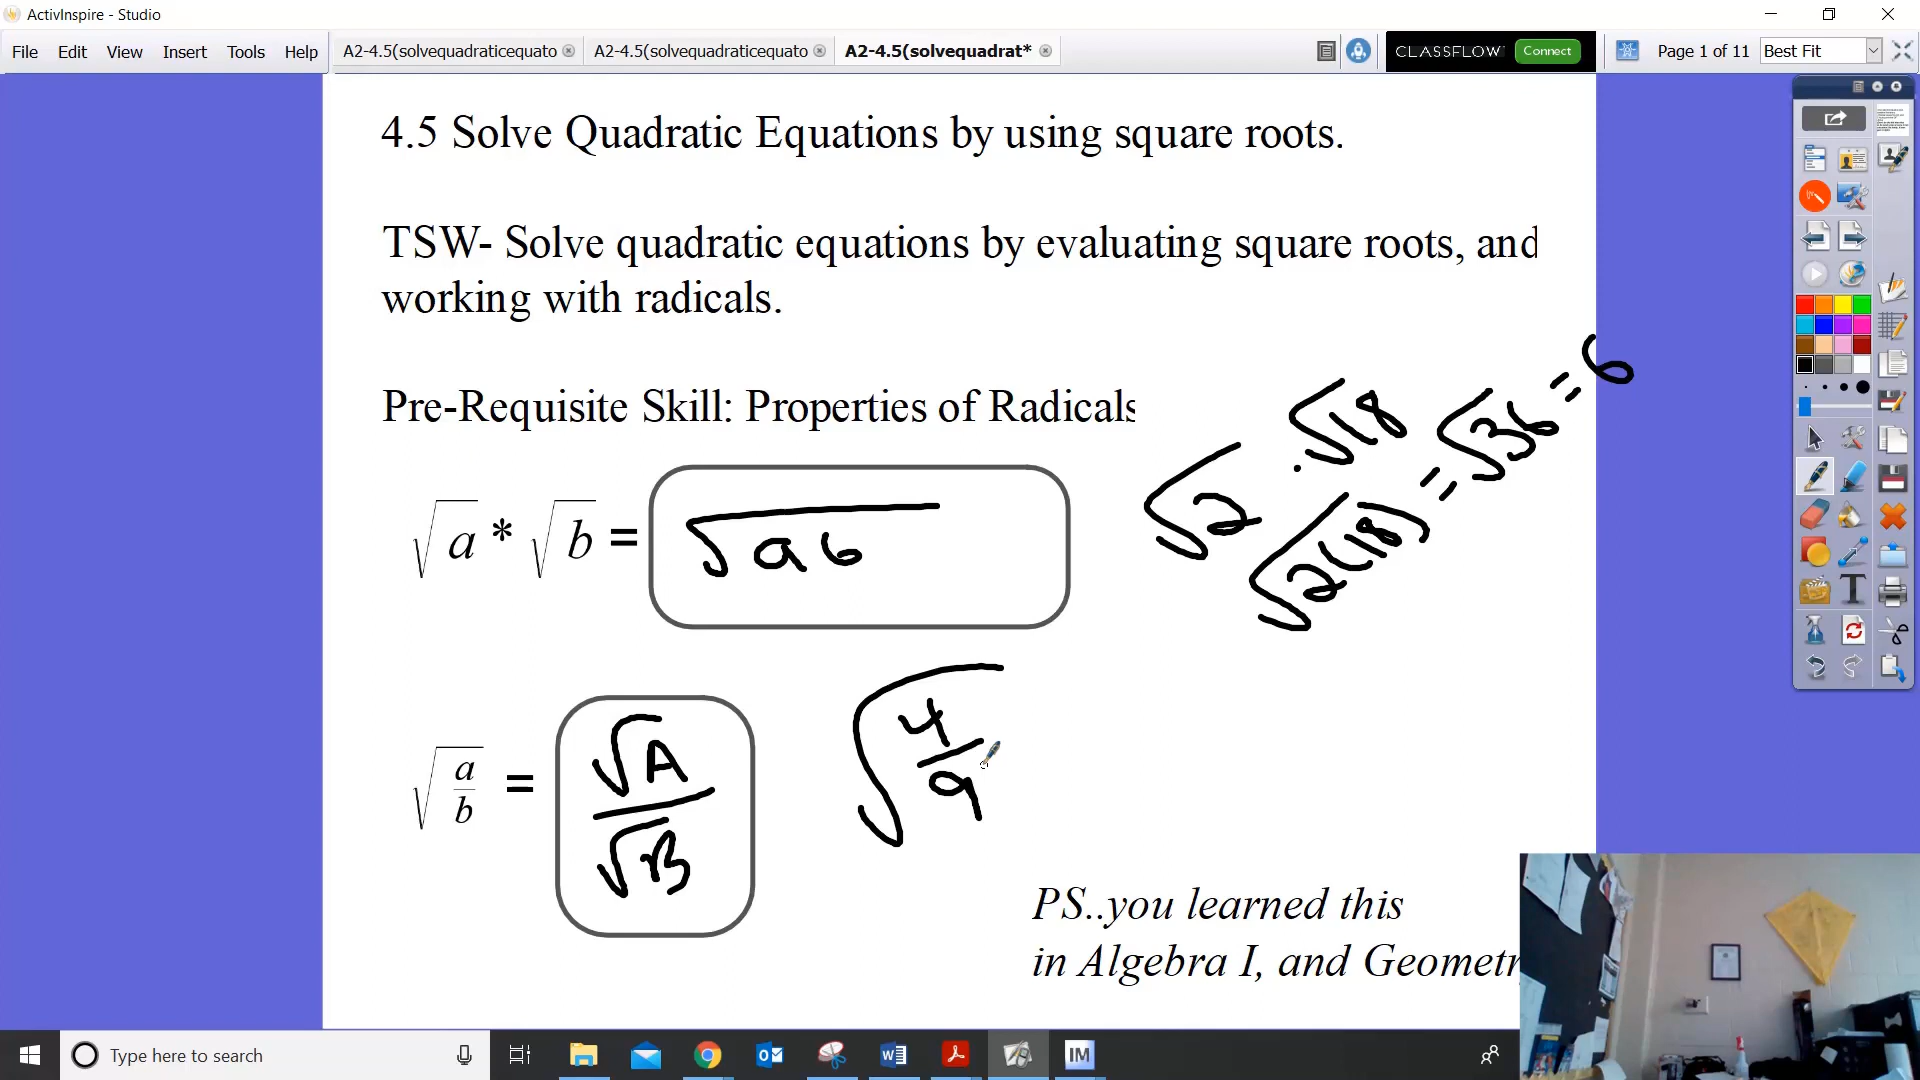 ActivInspire - Studio
File Edit View Insert Tools Help
A2-4.5(solvequadraticequato A2-4.5(solvequadraticequato A2-4.5(solvequadrat*
CLASSFLOW Connect
Page 1 of 11 Best Fit
4.5 Solve Quadratic Equations by using square roots.
TSW- Solve quadratic equations by evaluating square roots, and
working with radicals.
Pre-Requisite Skill: Properties of Radicals
√2 · √18
√2(18) = √36 = 6
√a * √b = √ab
√a/b = √A/√B
√4/9
PS..you learned this
in Algebra I, and Geometr
Type here to search
IM